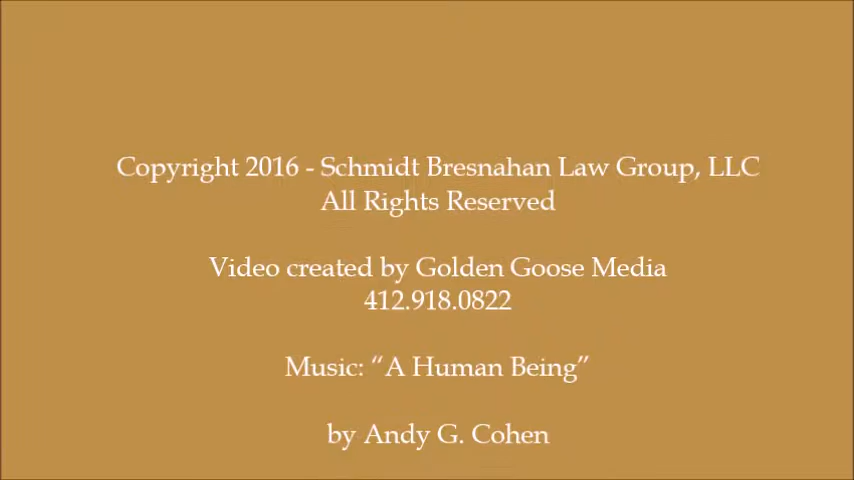 Copyright 2016 - Schmidt Bresnahan Law Group, LLC
All Rights Reserved
Video created by Golden Goose Media
412.918.0822
Music: “A Human Being”
by Andy G. Cohen